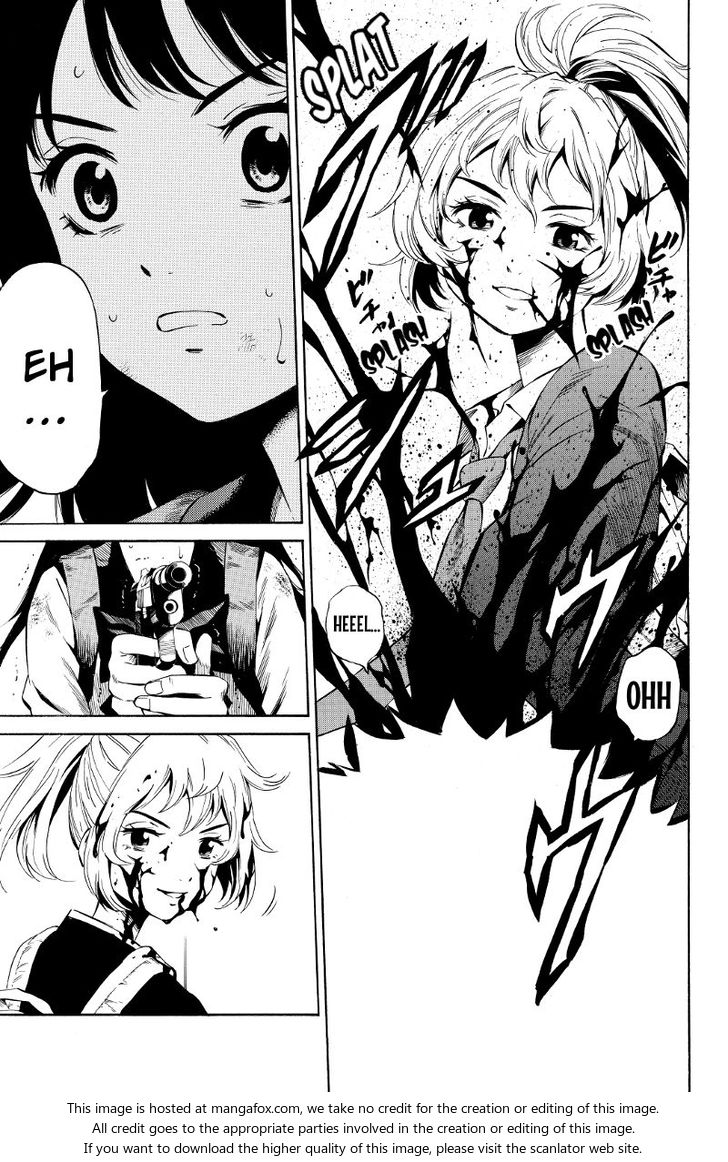 SPLAT
ビチャ
SPLASH
ビチャッ
SPLASH
HEEEL...
OHH
EH
...
This image is hosted at mangafox.com, we take no credit for the creation or editing of this image.
All credit goes to the appropriate parties involved in the creation or editing of this image.
If you want to download the higher quality of this image, please visit the scanlator web site.